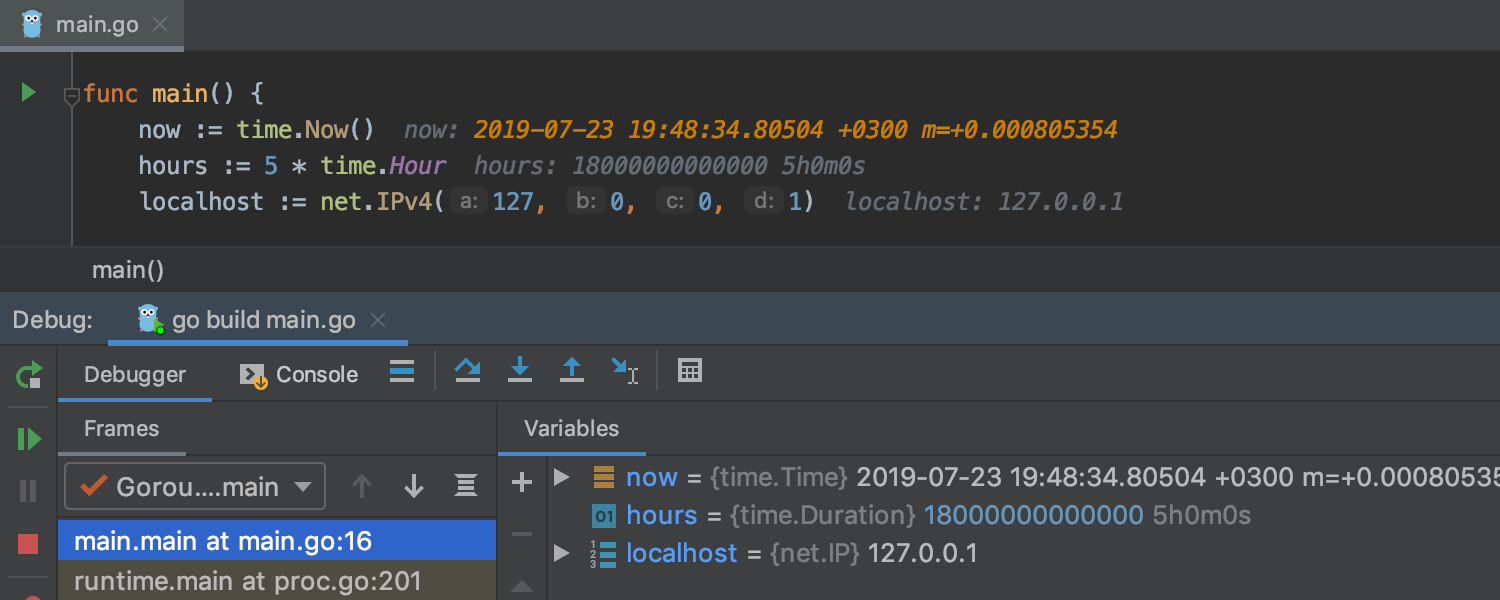 main.go
func main() {
now := time.Now() now: 2019-07-23 19:48:34.80504 +0300 m=+0.000805354
hours := 5 * time.Hour hours: 18000000000000 5h0m0s
localhost := net.IPv4( a: 127, b: 0, c: 0, d: 1) localhost: 127.0.0.1
main()
Debug: go build main.go
Debugger Console
Frames Variables
Gorou....main
now = {time.Time} 2019-07-23 19:48:34.80504 +0300 m=+0.00080535
01 hours = {time.Duration} 18000000000000 5h0m0s
main.main at main.go:16
123 localhost = {net.IP} 127.0.0.1
runtime.main at proc.go:201